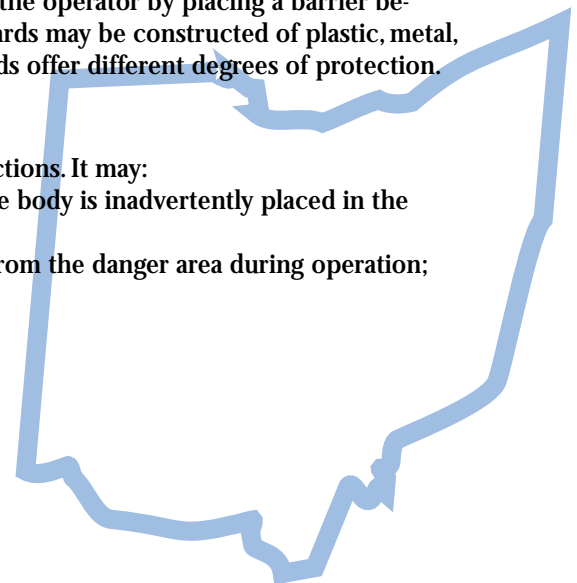 the operator by placing a barrier be-
ards may be constructed of plastic, metal,
ds offer different degrees of protection.
ctions. It may:
e body is inadvertently placed in the
rom the danger area during operation;